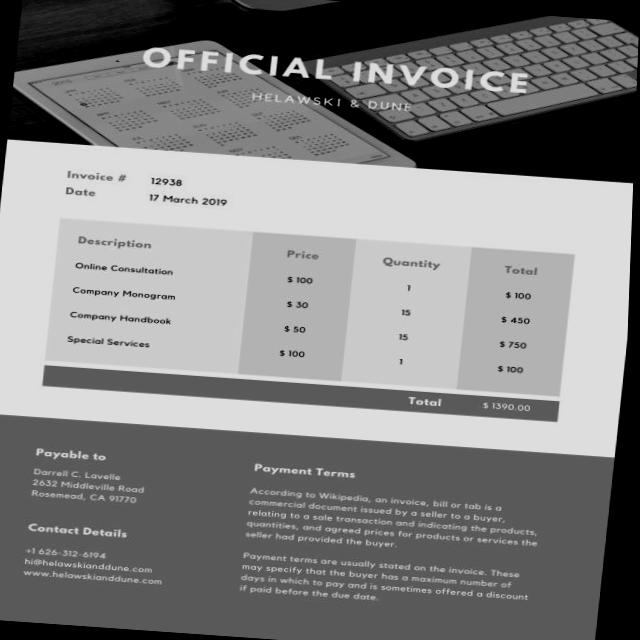 OFFICIAL INVOICE
HELAWSKI & DUNE
Invoice # 12938
Date 17 March 2019
Description Price Quantity Total
Online Consultation $ 100 1 $ 100
Company Monogram $ 30 15 $ 450
Company Handbook $ 50 15 $ 750
Special Services $ 100 1 $ 100
Total $ 1390.00
Payable to
Darrell C. Lavelle
2632 Middleville Road
Rosemead, CA 91770
Contact Details
+1 626-312-6194
hi@helawskianddune.com
www.helawskianddune.com
Payment Terms
According to Wikipedia, an invoice, bill or tab is a
commercial document issued by a seller to a buyer,
relating to a sale transaction and indicating the products,
quantities, and agreed prices for products or services the
seller had provided the buyer.
Payment terms are usually stated on the invoice. These
may specify that the buyer has a maximum number of
days in which to pay and is sometimes offered a discount
if paid before the due date.